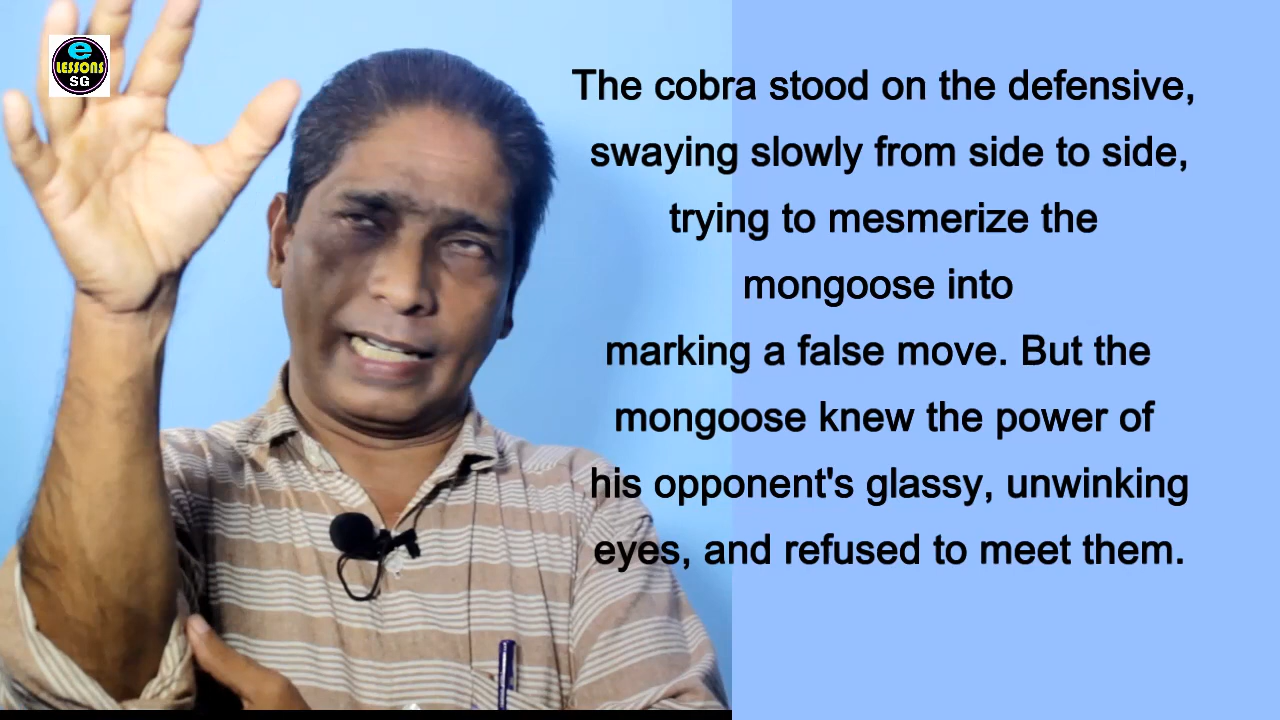 e
LESSONS
SG
The cobra stood on the defensive,
swaying slowly from side to side,
trying to mesmerize the
mongoose into
marking a false move. But the
mongoose knew the power of
his opponent's glassy, unwinking
eyes, and refused to meet them.